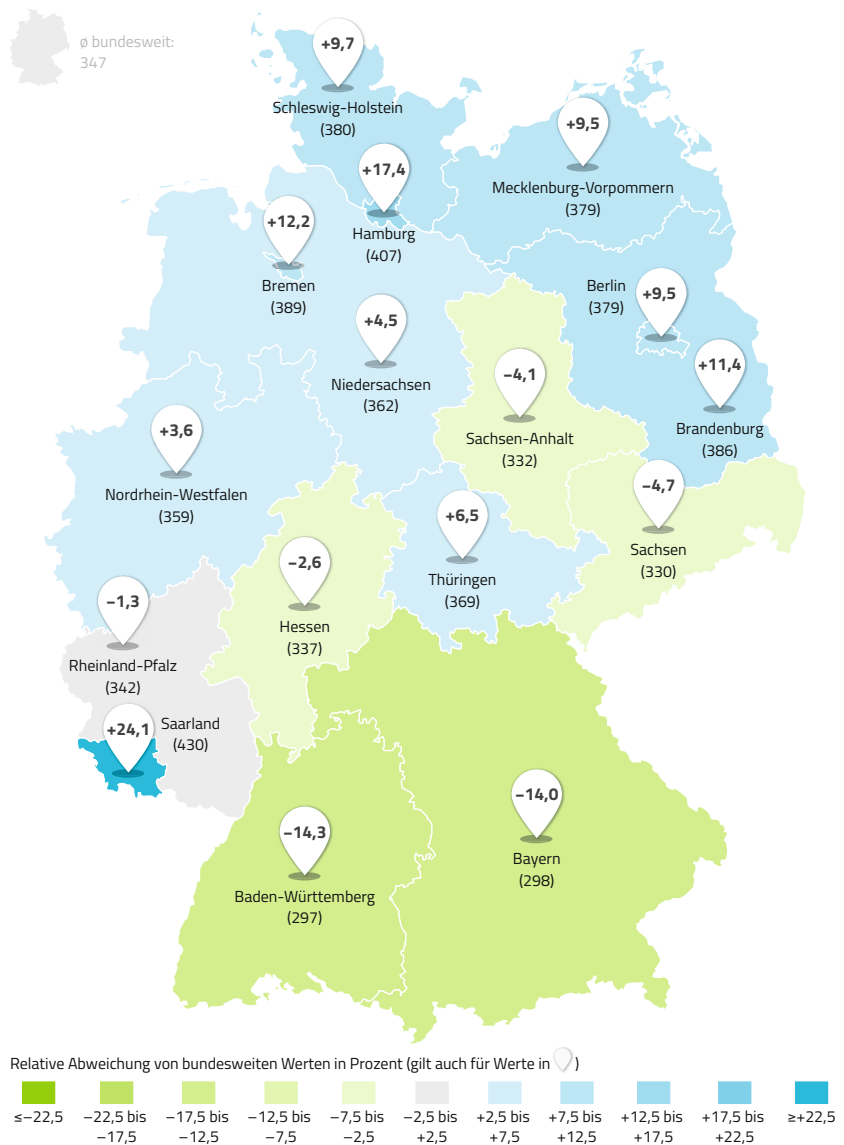 ø bundesweit:
347
+9,7
Schleswig-Holstein
(380)
+9,5
Mecklenburg-Vorpommern
(379)
+17,4
Hamburg
(407)
+12,2
Bremen
(389)
Berlin
(379)
+9,5
+4,5
Niedersachsen
(362)
+11,4
Brandenburg
(386)
−4,1
Sachsen-Anhalt
(332)
+3,6
Nordrhein-Westfalen
(359)
−4,7
Sachsen
(330)
+6,5
Thüringen
(369)
−2,6
Hessen
(337)
−1,3
Rheinland-Pfalz
(342)
+24,1
Saarland
(430)
−14,0
Bayern
(298)
−14,3
Baden-Württemberg
(297)
Relative Abweichung von bundesweiten Werten in Prozent (gilt auch für Werte in )
≤−22,5
−22,5 bis
−17,5
−17,5 bis
−12,5
−12,5 bis
−7,5
−7,5 bis
−2,5
−2,5 bis
+2,5
+2,5 bis
+7,5
+7,5 bis
+12,5
+12,5 bis
+17,5
+17,5 bis
+22,5
≥+22,5